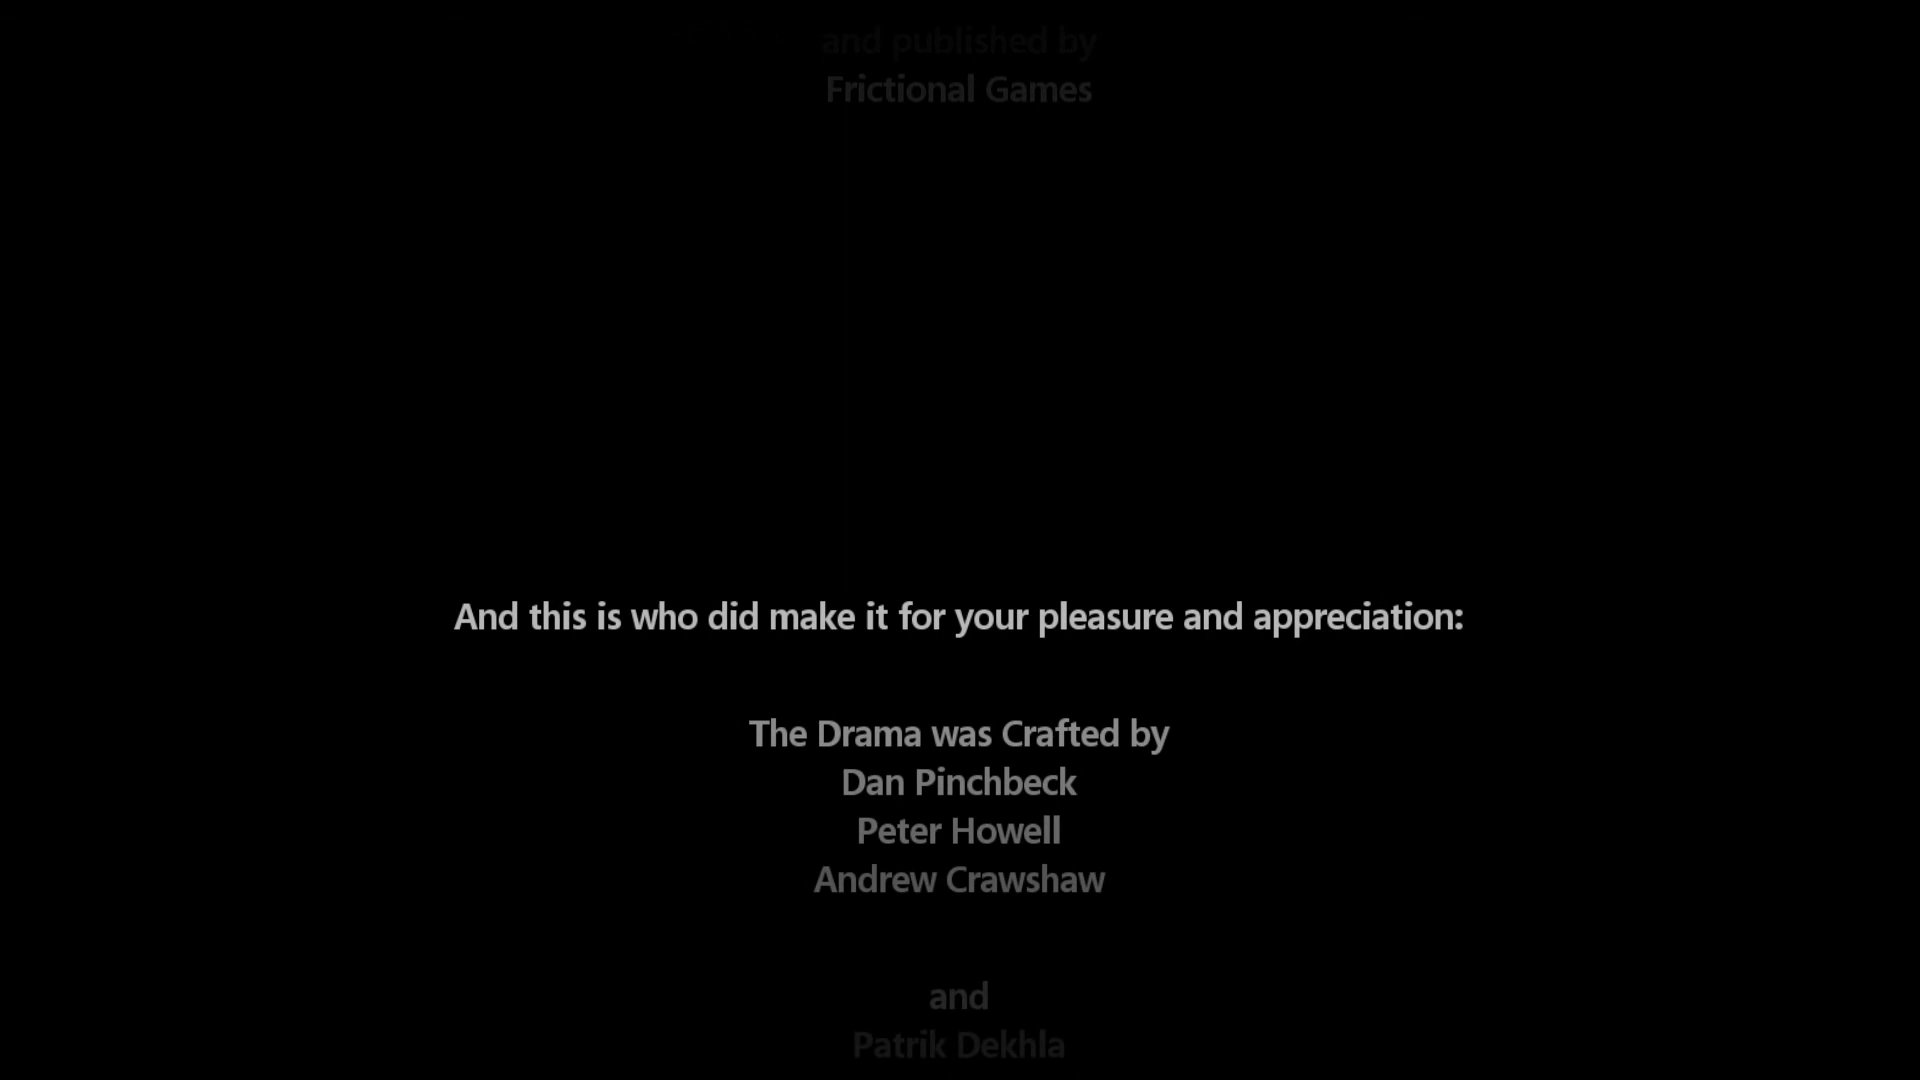 and published by
Frictional Games
And this is who did make it for your pleasure and appreciation:
The Drama was Crafted by
Dan Pinchbeck
Peter Howell
Andrew Crawshaw
and
Patrik Dekhla